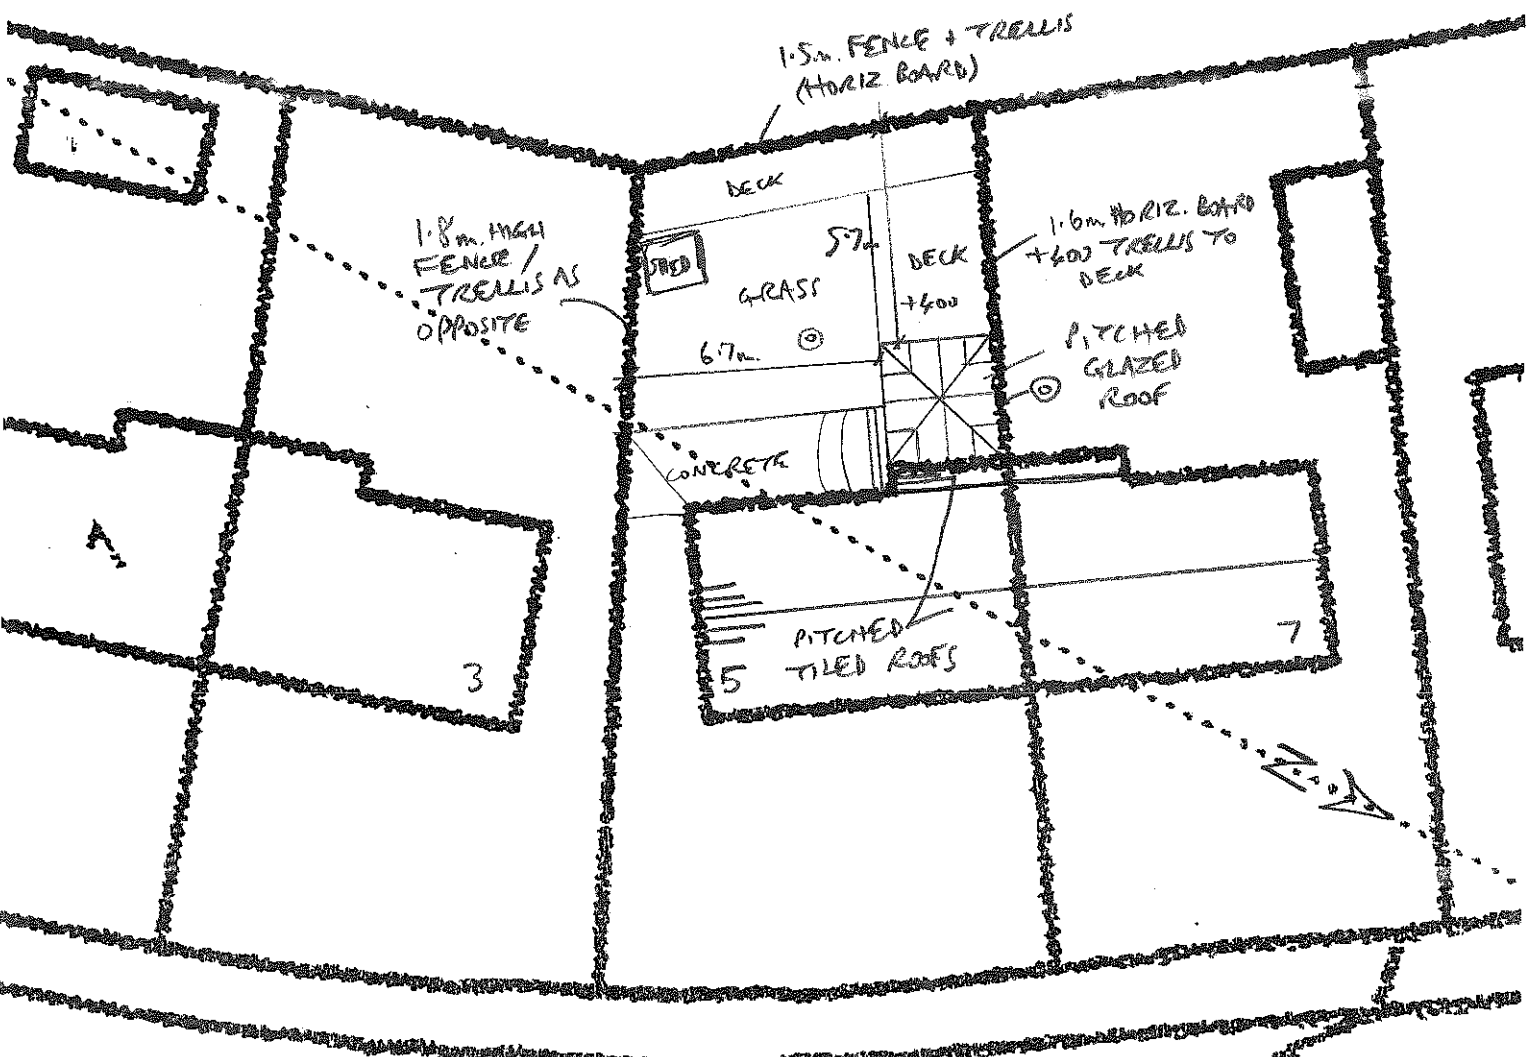 1.5m. FENCE + TRELLIS
(HORIZ BOARD)
DECK
1.8m. HIGH
FENCE /
TRELLIS AS
OPPOSITE
SHED
GRASS
5.7m
DECK
+400
1.6m HORIZ. BOARD
+400 TRELLIS TO
DECK
6.7m.
PITCHED
GLAZED
ROOF
CONCRETE
PITCHED
TILED ROOFS
3
5
7